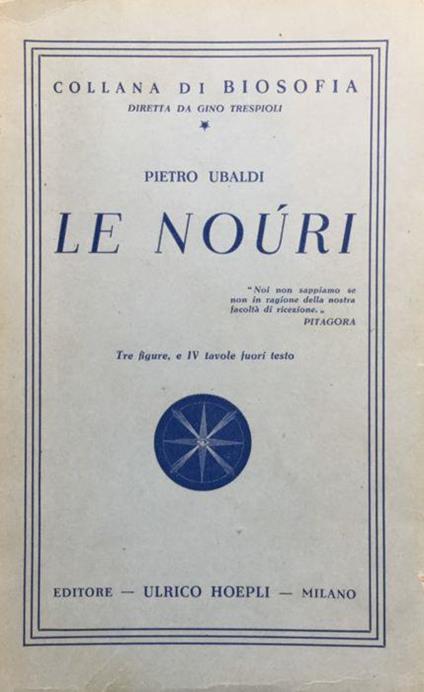 COLLANA DI BIOSOFIA
DIRETTA DA GINO TRESPIOLI
PIETRO UBALDI
LE NOÚRI
"Noi non sappiamo se
non in ragione della nostra
facoltà di ricezione.„
PITAGORA
Tre figure, e IV tavole fuori testo
EDITORE — ULRICO HOEPLI — MILANO